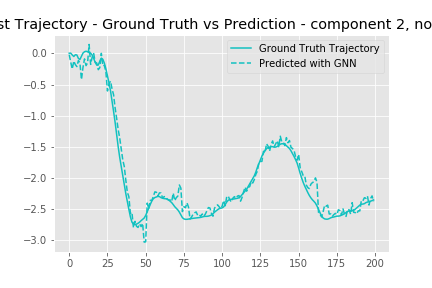 st Trajectory - Ground Truth vs Prediction - component 2, no
Ground Truth Trajectory
Predicted with GNN
0.0
−0.5
−1.0
−1.5
−2.0
−2.5
−3.0
0 25 50 75 100 125 150 175 200